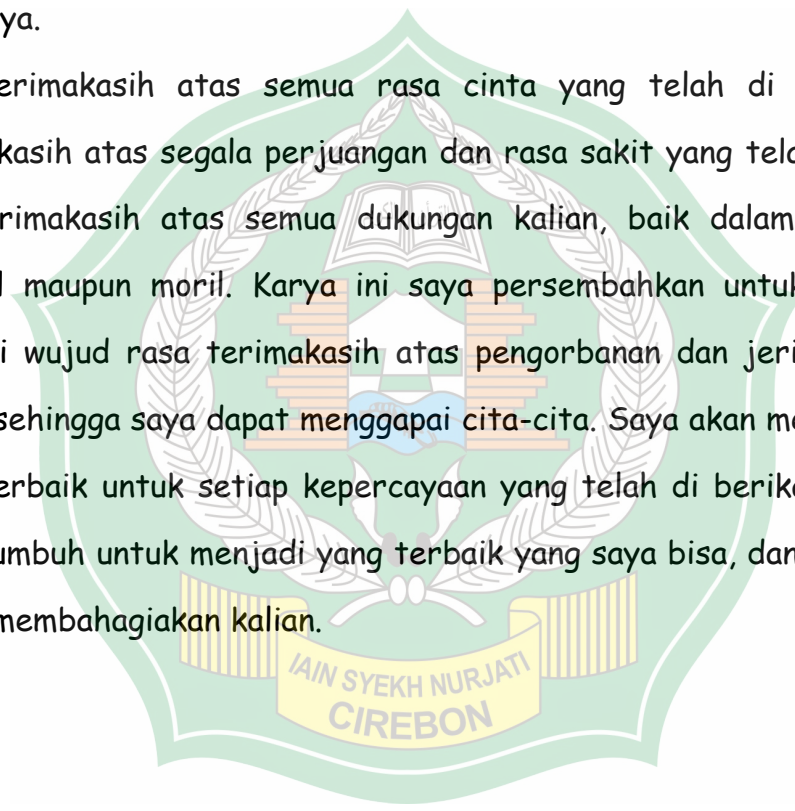 ya.
erimakasih atas semua rasa cinta yang telah di
kasih atas segala perjuangan dan rasa sakit yang tela
rimakasih atas semua dukungan kalian, baik dalam
l maupun moril. Karya ini saya persembahkan untuk
i wujud rasa terimakasih atas pengorbanan dan jeri
sehingga saya dapat menggapai cita-cita. Saya akan me
erbaik untuk setiap kepercayaan yang telah di berika
umbuh untuk menjadi yang terbaik yang saya bisa, dan
membahagiakan kalian.
IAIN SYEKH NURJATI
CIREBON